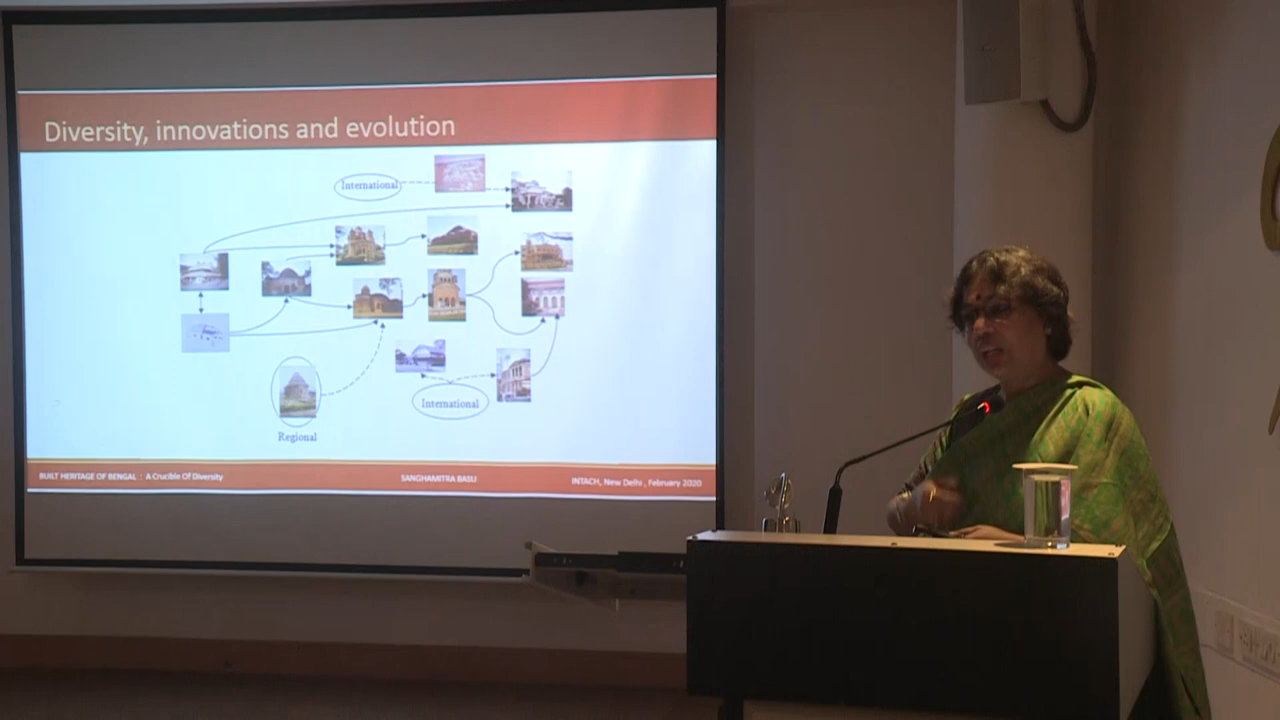 Diversity, innovations and evolution
International
International
Regional
BUILT HERITAGE OF BENGAL : A Crucible Of Diversity
SANGHAMITRA BASU
INTACH, New Delhi , February 2020